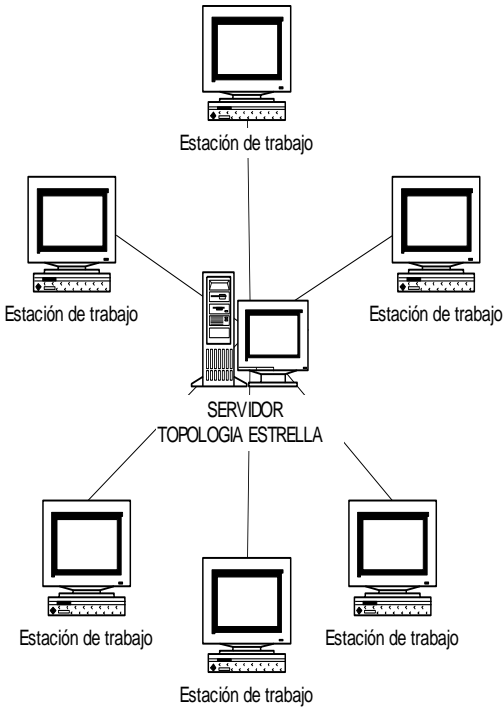 Estación de trabajo
Estación de trabajo
Estación de trabajo
SERVIDOR
TOPOLOGIA ESTRELLA
Estación de trabajo
Estación de trabajo
Estación de trabajo